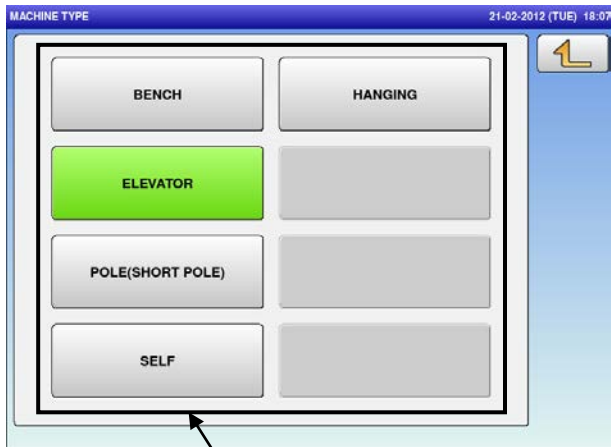 MACHINE TYPE 21-02-2012 (TUE) 18:07
BENCH HANGING
ELEVATOR
POLE(SHORT POLE)
SELF